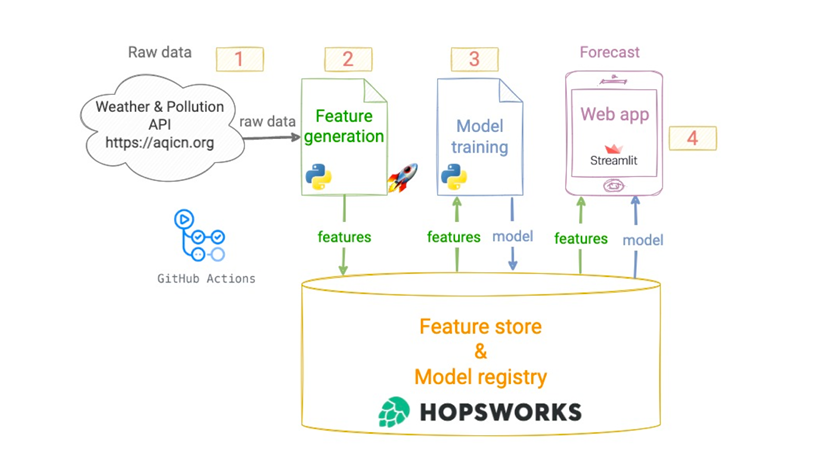 Raw data
1
2
3
Forecast
Weather & Pollution
API
https://aqicn.org
raw data
Feature
generation
Model
training
Web app
Streamlit
4
features
features
model
features
model
GitHub Actions
Feature store
&
Model registry
HOPSWORKS